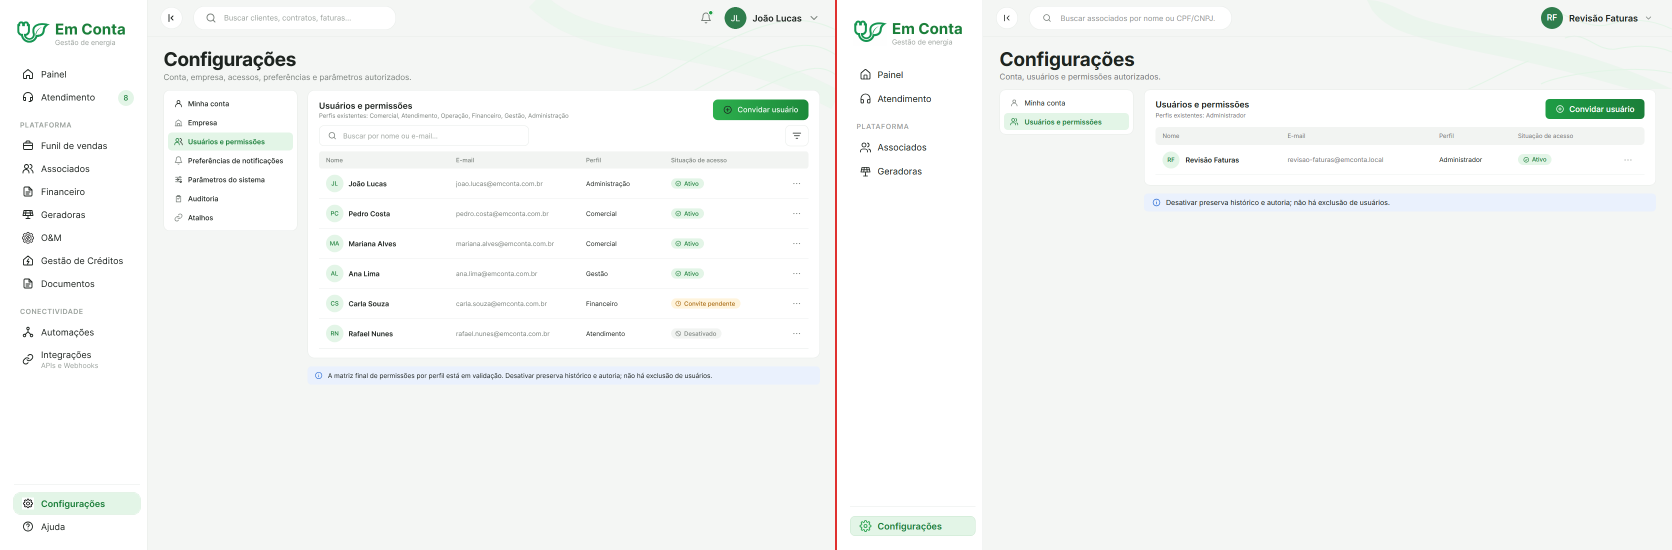 Em Conta
Gestão de energia
Painel
Atendimento 8
PLATAFORMA
Funil de vendas
Associados
Financeiro
Geradoras
O&M
Gestão de Créditos
Documentos
CONECTIVIDADE
Automações
Integrações
APIs e Webhooks
Configurações
Ajuda
Buscar clientes, contratos, faturas...
JL João Lucas
Configurações
Conta, empresa, acessos, preferências e parâmetros autorizados.
Minha conta
Empresa
Usuários e permissões
Preferências de notificações
Parâmetros do sistema
Auditoria
Atalhos
Usuários e permissões
Perfis existentes: Comercial, Atendimento, Operação, Financeiro, Gestão, Administração
Convidar usuário
Buscar por nome ou e-mail...
Nome E-mail Perfil Situação de acesso
JL João Lucas joao.lucas@emconta.com.br Administração Ativo ...
PC Pedro Costa pedro.costa@emconta.com.br Comercial Ativo ...
MA Mariana Alves mariana.alves@emconta.com.br Comercial Ativo ...
AL Ana Lima ana.lima@emconta.com.br Gestão Ativo ...
CS Carla Souza carla.souza@emconta.com.br Financeiro Convite pendente ...
RN Rafael Nunes rafael.nunes@emconta.com.br Atendimento Desativado ...
A matriz final de permissões por perfil está em validação. Desativar preserva histórico e autoria; não há exclusão de usuários.
Em Conta
Gestão de energia
Painel
Atendimento
PLATAFORMA
Associados
Geradoras
Configurações
Buscar associados por nome ou CPF/CNPJ.
RF Revisão Faturas
Configurações
Conta, usuários e permissões autorizados.
Minha conta
Usuários e permissões
Usuários e permissões
Perfis existentes: Administrador
Convidar usuário
Nome E-mail Perfil Situação de acesso
RF Revisão Faturas revisao-faturas@emconta.local Administrador Ativo ...
Desativar preserva histórico e autoria; não há exclusão de usuários.